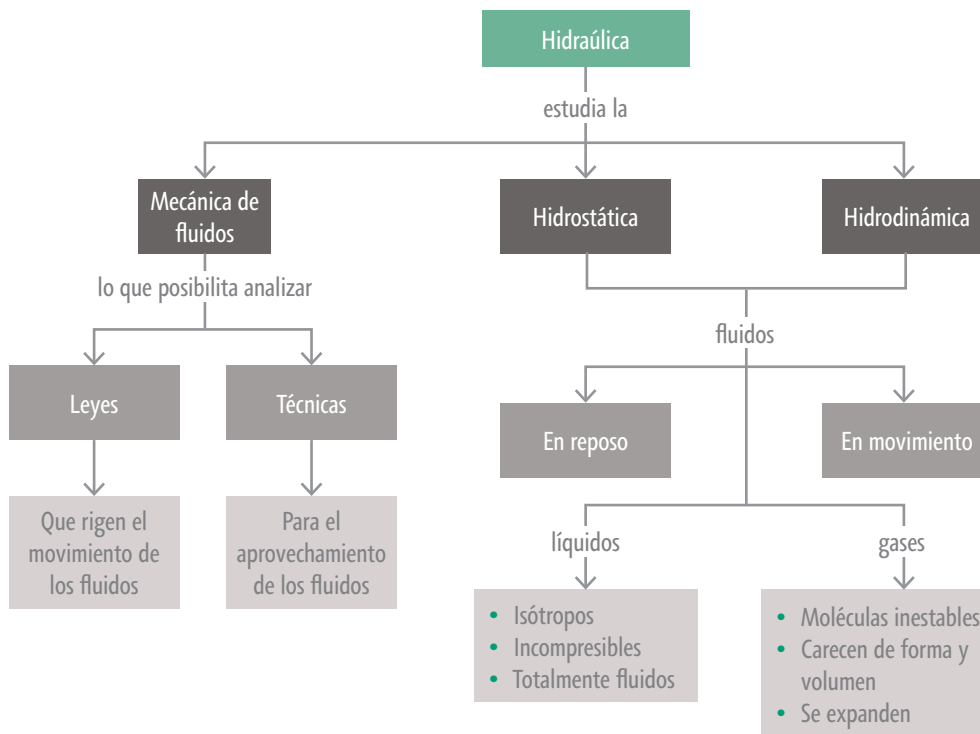 Hidraúlica
estudia la
Mecánica de
fluidos
Hidrostática
Hidrodinámica
lo que posibilita analizar
fluidos
Leyes
Técnicas
En reposo
En movimiento
Que rigen el
movimiento de
los fluidos
Para el
aprovechamiento
de los fluidos
líquidos
gases
• Isótropos
• Incompresibles
• Totalmente fluidos
• Moléculas inestables
• Carecen de forma y
volumen
• Se expanden